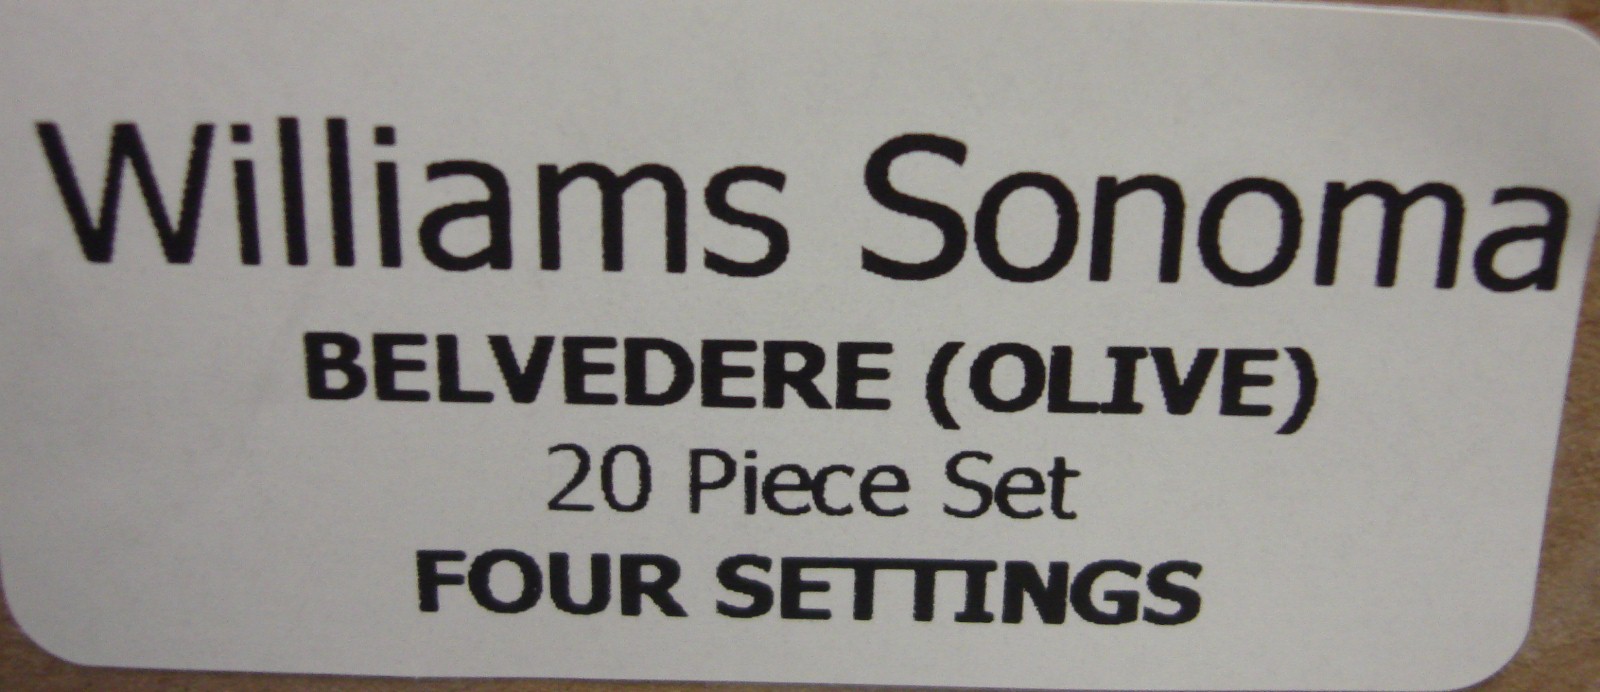 Williams Sonoma
BELVEDERE (OLIVE)
20 Piece Set
FOUR SETTINGS